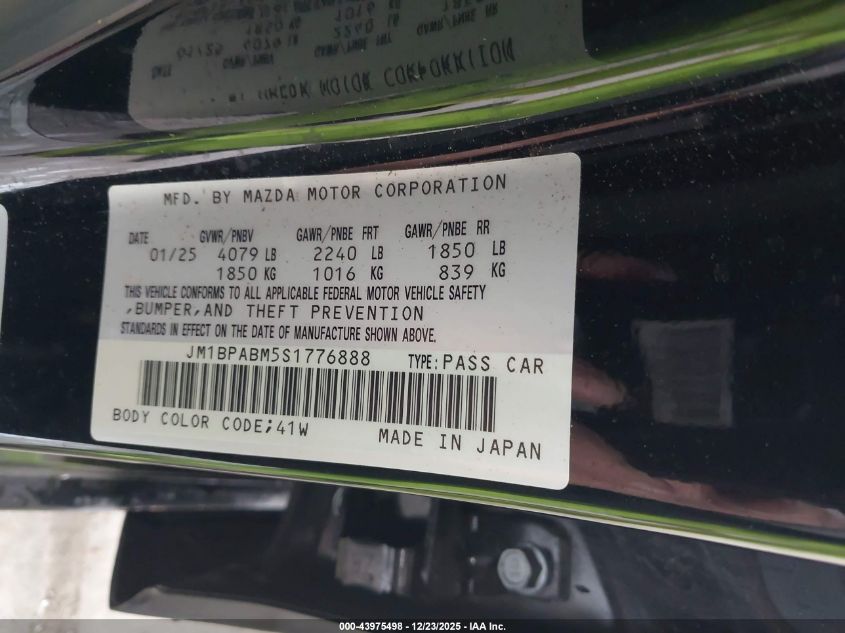 MFD. BY MAZDA MOTOR CORPORATION
DATE GVWR/PNBV GAWR/PNBE FRT GAWR/PNBE RR
01/25 4079 LB 2240 LB 1850 LB
1850 KG 1016 KG 839 KG
THIS VEHICLE CONFORMS TO ALL APPLICABLE FEDERAL MOTOR VEHICLE SAFETY
,BUMPER,AND THEFT PREVENTION
STANDARDS IN EFFECT ON THE DATE OF MANUFACTURE SHOWN ABOVE.
JM1BPABM5S1776888 TYPE:PASS CAR
BODY COLOR CODE;41W MADE IN JAPAN
000-43975498 - 12/23/2025 - IAA Inc.